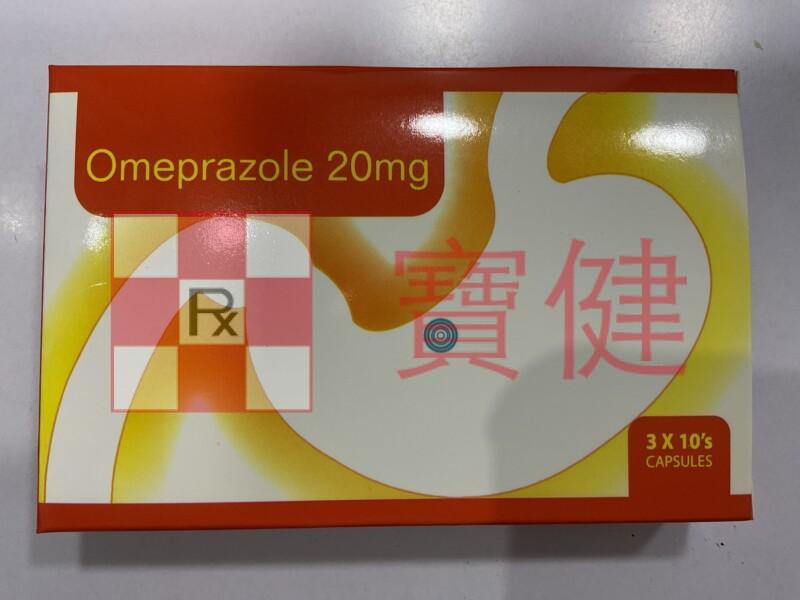 Omeprazole 20mg
Rx
寶健
3 X 10's
CAPSULES